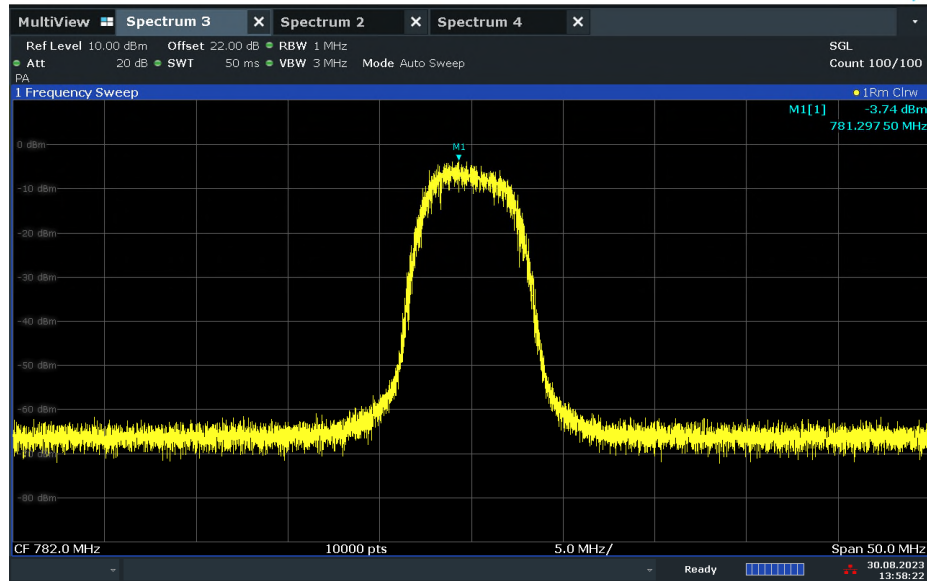 MultiView Spectrum 3 X Spectrum 2 X Spectrum 4 X
Ref Level 10.00 dBm Offset 22.00 dB RBW 1 MHz SGL
Att 20 dB SWT 50 ms VBW 3 MHz Mode Auto Sweep Count 100/100
PA
1 Frequency Sweep 1Rm Clrw
M1[1] -3.74 dBm
781.297 50 MHz
0 dBm
M1
-10 dBm
-20 dBm
-30 dBm
-40 dBm
-50 dBm
-60 dBm
-80 dBm
CF 782.0 MHz 10000 pts 5.0 MHz/ Span 50.0 MHz
Ready 30.08.2023
13:58:22